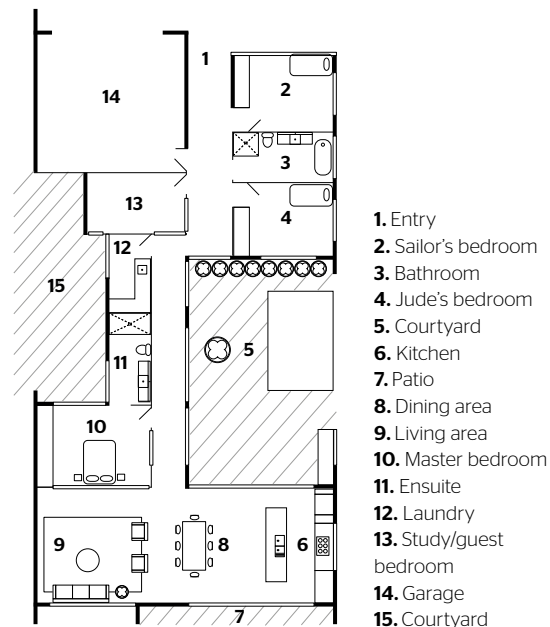 1
2
14
3
13
4
12
15
5
11
10
9
8
6
7
1. Entry
2. Sailor's bedroom
3. Bathroom
4. Jude's bedroom
5. Courtyard
6. Kitchen
7. Patio
8. Dining area
9. Living area
10. Master bedroom
11. Ensuite
12. Laundry
13. Study/guest
bedroom
14. Garage
15. Courtyard